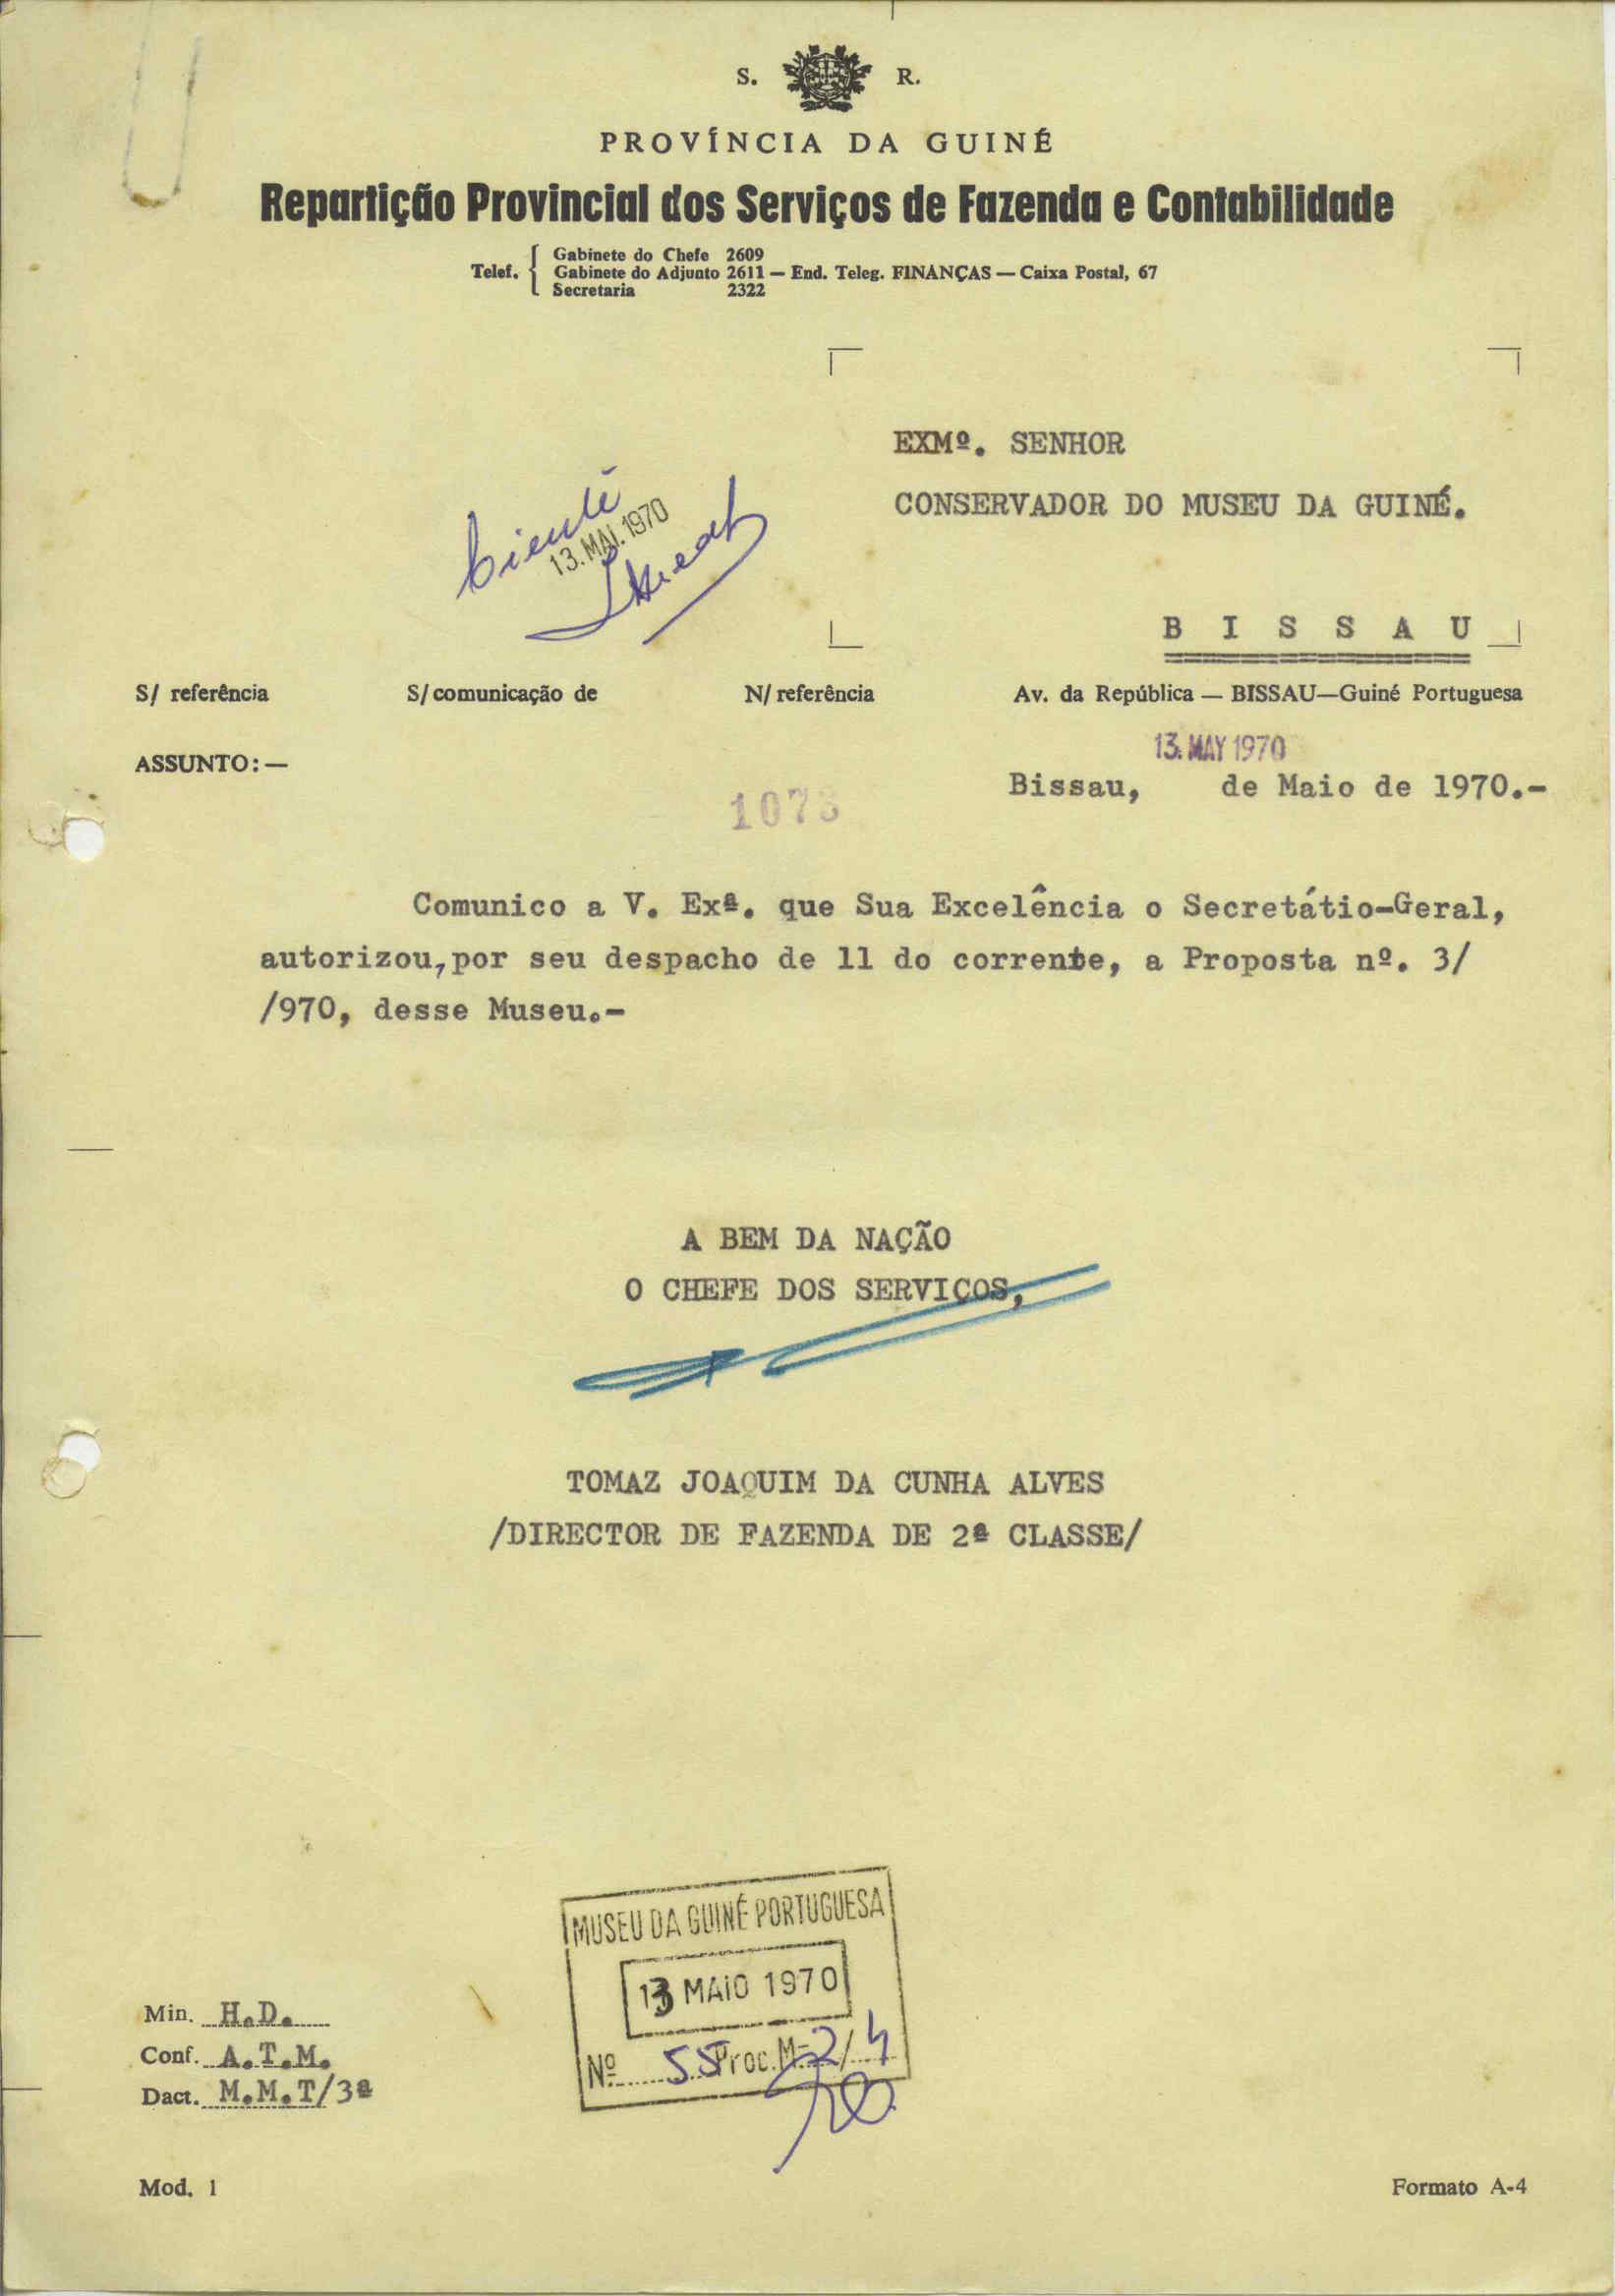 S. R.
PROVÍNCIA DA GUINÉ
Repartição Provincial dos Serviços de Fazenda e Contabilidade
Telef. { Gabinete do Chefe 2609
Gabinete do Adjunto 2611 — End. Teleg. FINANÇAS — Caixa Postal, 67
Secretaria 2322
EXMº. SENHOR
CONSERVADOR DO MUSEU DA GUINÉ.
Ciente
13. MAI. 1970
B I S S A U
S/ referência S/ comunicação de N/ referência Av. da República — BISSAU—Guiné Portuguesa
13. MAY 1970
ASSUNTO: —
Bissau, de Maio de 1970.-
Comunico a V. Exª. que Sua Excelência o Secretátio-Geral,
autorizou, por seu despacho de 11 do corrente, a Proposta nº. 3/
/970, desse Museu.-
A BEM DA NAÇÃO
O CHEFE DOS SERVIÇOS,
TOMAZ JOAQUIM DA CUNHA ALVES
/DIRECTOR DE FAZENDA DE 2ª CLASSE/
MUSEU DA GUINÉ PORTUGUESA
13 MAIO 1970
Nº 55 Proc. M-2/4
Min. H.D.
Conf. A.T.M.
Dact. M.M.T/3ª
Mod. 1 Formato A-4